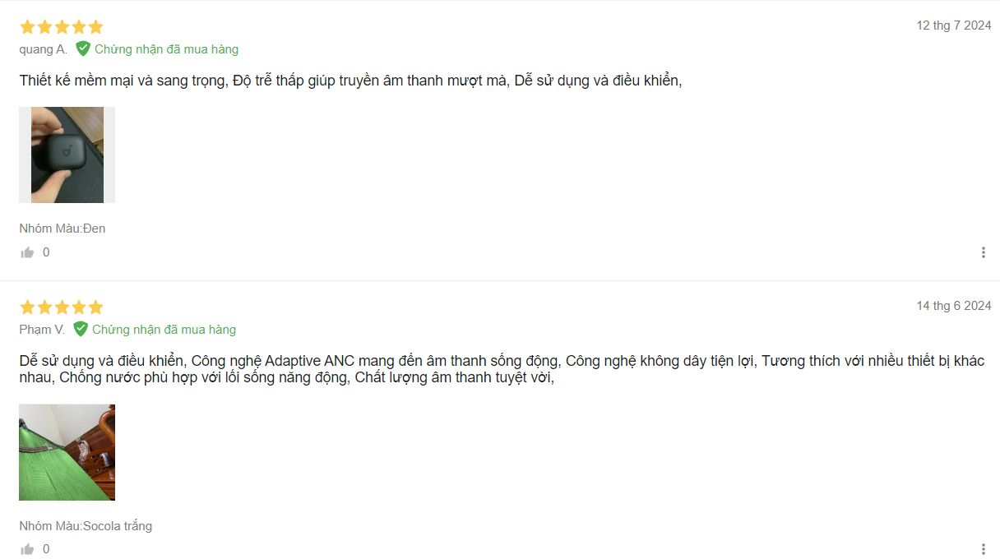 12 thg 7 2024
quang A. Chứng nhận đã mua hàng
Thiết kế mềm mại và sang trọng, Độ trễ thấp giúp truyền âm thanh mượt mà, Dễ sử dụng và điều khiển,
Nhóm Màu:Đen
0
14 thg 6 2024
Phạm V. Chứng nhận đã mua hàng
Dễ sử dụng và điều khiển, Công nghệ Adaptive ANC mang đến âm thanh sống động, Công nghệ không dây tiện lợi, Tương thích với nhiều thiết bị khác
nhau, Chống nước phù hợp với lối sống năng động, Chất lượng âm thanh tuyệt vời,
Nhóm Màu:Socola trắng
0